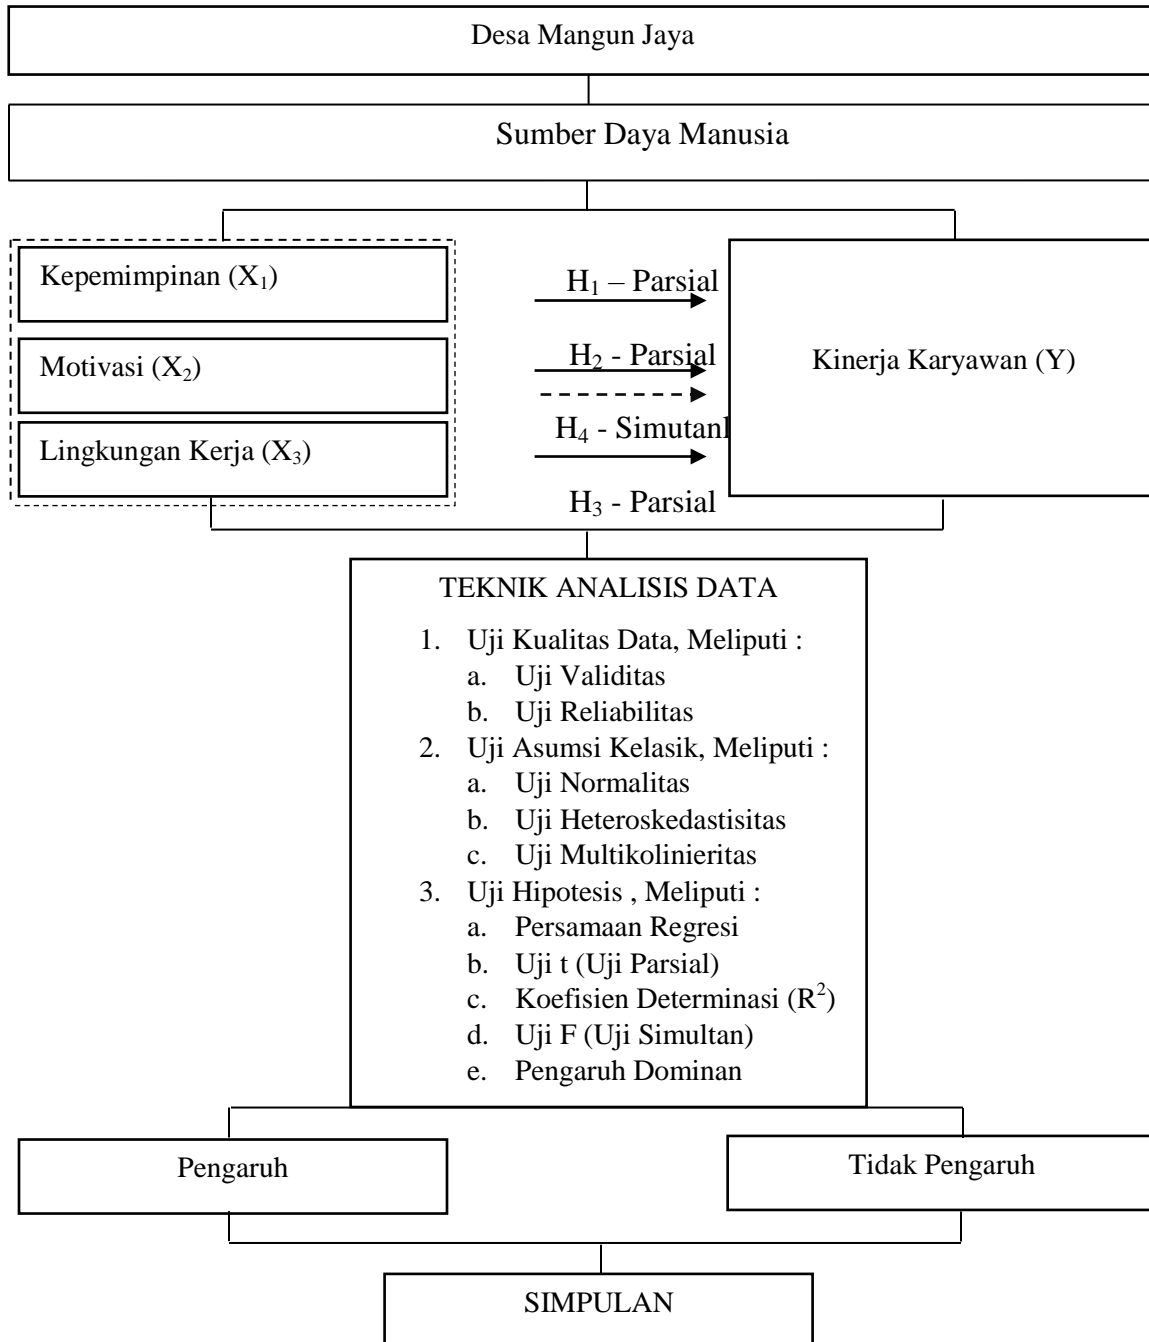 Desa Mangun Jaya
Sumber Daya Manusia
Kepemimpinan (X₁)
Motivasi (X₂)
Lingkungan Kerja (X₃)
H₁ – Parsial
H₂ - Parsial
H₄ - Simutanl
H₃ - Parsial
Kinerja Karyawan (Y)
TEKNIK ANALISIS DATA
1. Uji Kualitas Data, Meliputi :
a. Uji Validitas
b. Uji Reliabilitas
2. Uji Asumsi Kelasik, Meliputi :
a. Uji Normalitas
b. Uji Heteroskedastisitas
c. Uji Multikolinieritas
3. Uji Hipotesis , Meliputi :
a. Persamaan Regresi
b. Uji t (Uji Parsial)
c. Koefisien Determinasi (R²)
d. Uji F (Uji Simultan)
e. Pengaruh Dominan
Pengaruh
Tidak Pengaruh
SIMPULAN